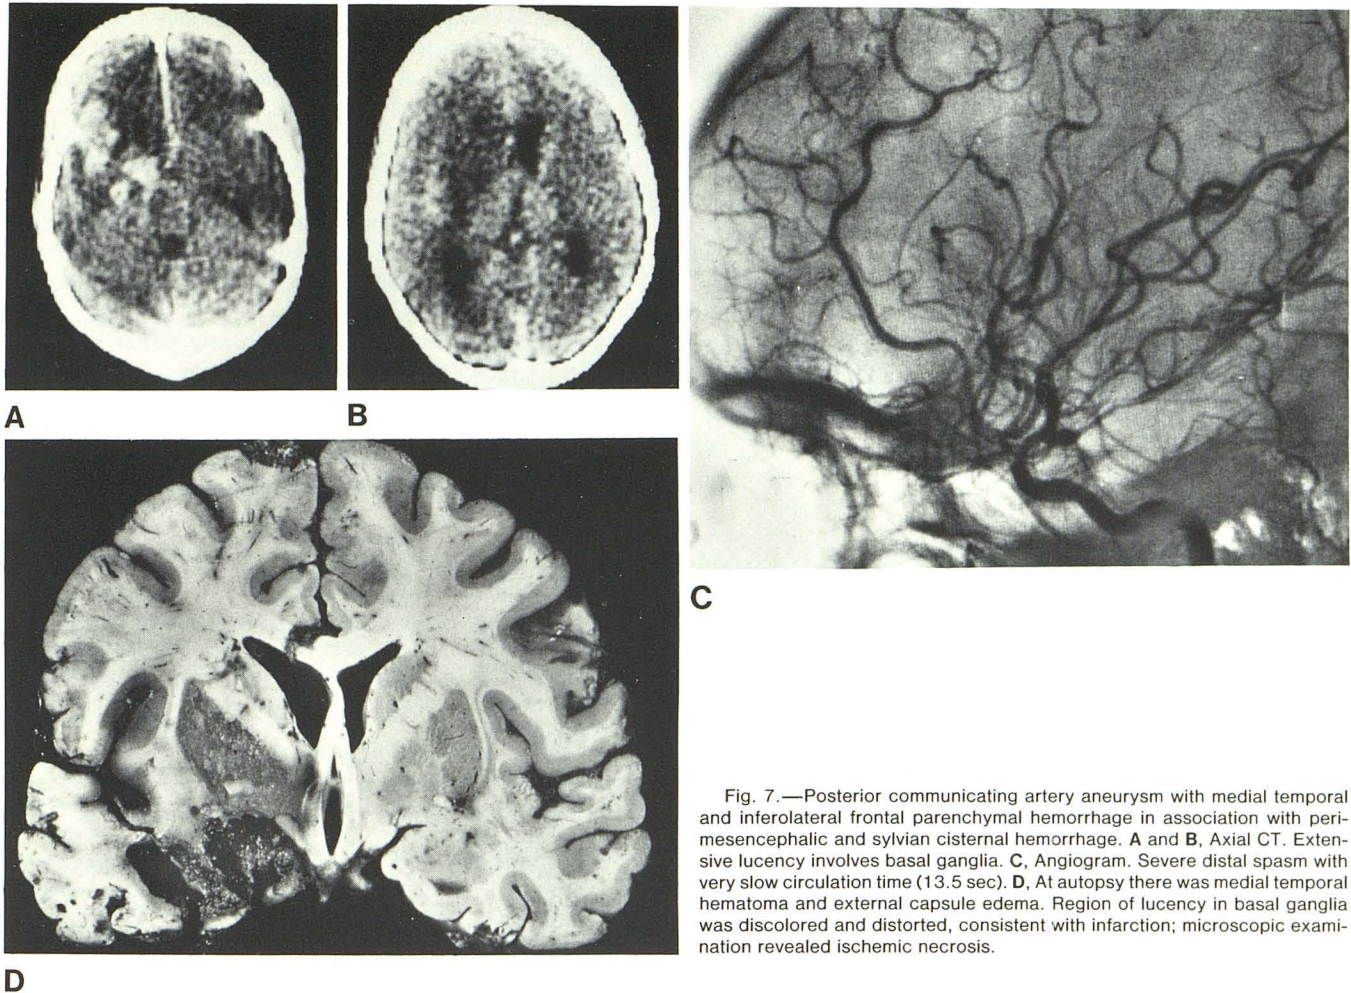 A
B
C
D
Fig. 7.—Posterior communicating artery aneurysm with medial temporal
and inferolateral frontal parenchymal hemorrhage in association with peri-
mesencephalic and sylvian cisternal hemorrhage. A and B, Axial CT. Exten-
sive lucency involves basal ganglia. C, Angiogram. Severe distal spasm with
very slow circulation time (13.5 sec). D, At autopsy there was medial temporal
hematoma and external capsule edema. Region of lucency in basal ganglia
was discolored and distorted, consistent with infarction; microscopic exami-
nation revealed ischemic necrosis.